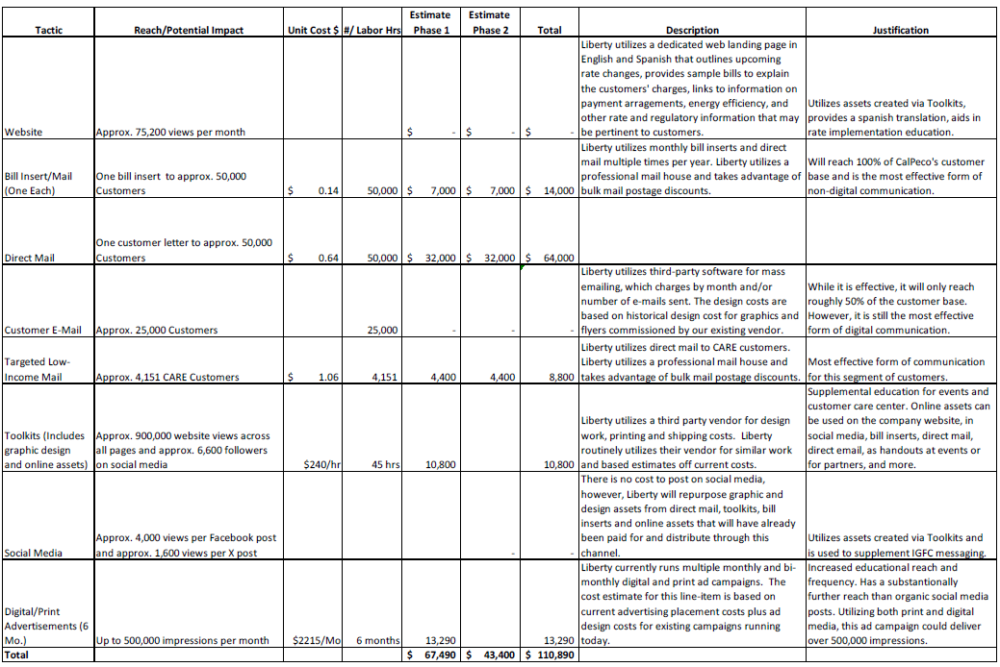 Tactic Reach/Potential Impact Unit Cost $ #/ Labor Hrs Estimate Phase 1 Estimate Phase 2 Total Description Justification
Website
Approx. 75,200 views per month
$ - $ - $ -
Liberty utilizes a dedicated web landing page in
English and Spanish that outlines upcoming
rate changes, provides sample bills to explain
the customers' charges, links to information on
payment arragements, energy efficiency, and
other rate and regulatory information that may
be pertinent to customers.
Utilizes assets created via Toolkits,
provides a spanish translation, aids in
rate implementation education.
Bill Insert/Mail
(One Each)
One bill insert to approx. 50,000
Customers
$ 0.14 50,000 $ 7,000 $ 7,000 $ 14,000
Liberty utilizes monthly bill inserts and direct
mail multiple times per year. Liberty utilizes a
professional mail house and takes advantage of
bulk mail postage discounts.
Will reach 100% of CalPeco's customer
base and is the most effective form of
non-digital communication.
Direct Mail
One customer letter to approx. 50,000
Customers
$ 0.64 50,000 $ 32,000 $ 32,000 $ 64,000
Customer E-Mail
Approx. 25,000 Customers
25,000 - - -
Liberty utilizes third-party software for mass
emailing, which charges by month and/or
number of e-mails sent. The design costs are
based on historical design cost for graphics and
flyers commissioned by our existing vendor.
While it is effective, it will only reach
roughly 50% of the customer base.
However, it is still the most effective
form of digital communication.
Targeted Low-
Income Mail
Approx. 4,151 CARE Customers
$ 1.06 4,151 4,400 4,400 8,800
Liberty utilizes direct mail to CARE customers.
Liberty utilizes a professional mail house and
takes advantage of bulk mail postage discounts.
Most effective form of communication
for this segment of customers.
Toolkits (Includes
graphic design
and online assets)
Approx. 900,000 website views across
all pages and approx. 6,600 followers
on social media
$240/hr 45 hrs 10,800 10,800
Liberty utilizes a third party vendor for design
work, printing and shipping costs. Liberty
routinely utilizes their vendor for similar work
and based estimates off current costs.
Supplemental education for events and
customer care center. Online assets can
be used on the company website, in
social media, bill inserts, direct mail,
direct email, as handouts at events or
for partners, and more.
Social Media
Approx. 4,000 views per Facebook post
and approx. 1,600 views per X post
- -
There is no cost to post on social media,
however, Liberty will repurpose graphic and
design assets from direct mail, toolkits, bill
inserts and online assets that will have already
been paid for and distribute through this
channel.
Utilizes assets created via Toolkits and
is used to supplement IGFC messaging.
Digital/Print
Advertisements (6
Mo.)
Up to 500,000 impressions per month
$2215/Mo 6 months 13,290 13,290
Liberty currently runs multiple monthly and bi-
monthly digital and print ad campaigns. The
cost estimate for this line-item is based on
current advertising placement costs plus ad
design costs for existing campaigns running
today.
Increased educational reach and
frequency. Has a substantionally
further reach than organic social media
posts. Utilizing both print and digital
media, this ad campaign could deliver
over 500,000 impressions.
Total $ 67,490 $ 43,400 $ 110,890